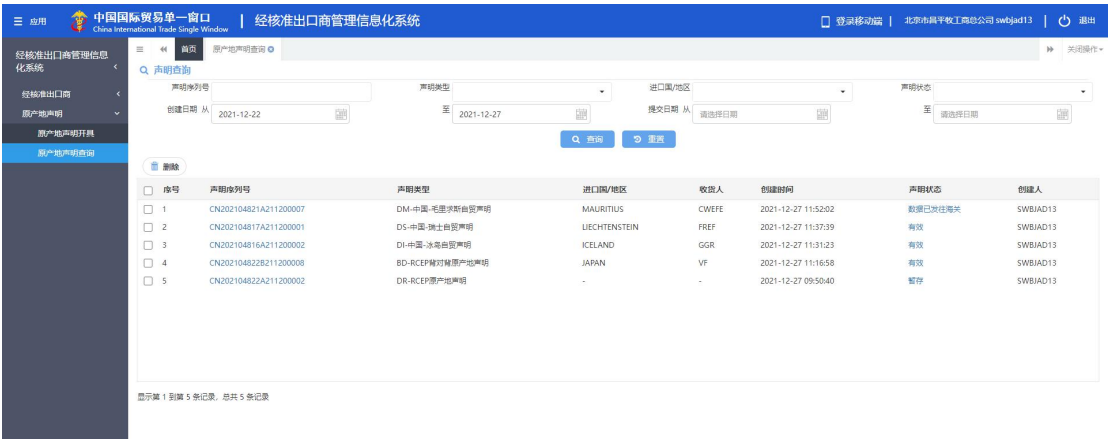 应用 中国国际贸易单一窗口 China International Trade Single Window | 经核准出口商管理信息化系统 登录移动端 | 北京市昌平牧工商总公司 swbjad13 | 退出
经核准出口商管理信息化系统
经核准出口商
原产地声明
原产地声明开具
原产地声明查询
首页 原产地声明查询 关闭操作
声明查询
声明序列号 声明类型 进口国/地区 声明状态
创建日期 从 2021-12-22 至 2021-12-27 提交日期 从 请选择日期 至 请选择日期
查询 重置
删除
序号 声明序列号 声明类型 进口国/地区 收货人 创建时间 声明状态 创建人
1 CN202104821A211200007 DM-中国-毛里求斯自贸声明 MAURITIUS CWEFE 2021-12-27 11:52:02 数据已发往海关 SWBJAD13
2 CN202104817A211200001 DS-中国-瑞士自贸声明 LIECHTENSTEIN FREF 2021-12-27 11:37:39 有效 SWBJAD13
3 CN202104816A211200002 DI-中国-冰岛自贸声明 ICELAND GGR 2021-12-27 11:31:23 有效 SWBJAD13
4 CN202104822B211200008 BD-RCEP背对背原产地声明 JAPAN VF 2021-12-27 11:16:58 有效 SWBJAD13
5 CN202104822A211200002 DR-RCEP原产地声明 - - 2021-12-27 09:50:40 暂存 SWBJAD13
显示第 1 到第 5 条记录，总共 5 条记录